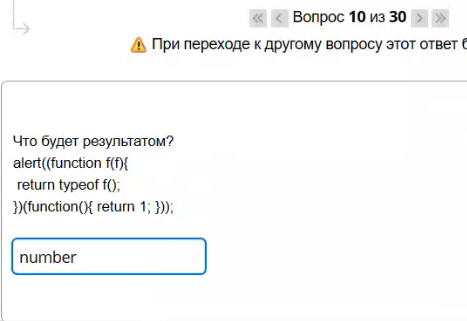 Вопрос 10 из 30
При переходе к другому вопросу этот ответ
Что будет результатом?
alert((function f(f){
return typeof f();
})(function(){ return 1; }));
number